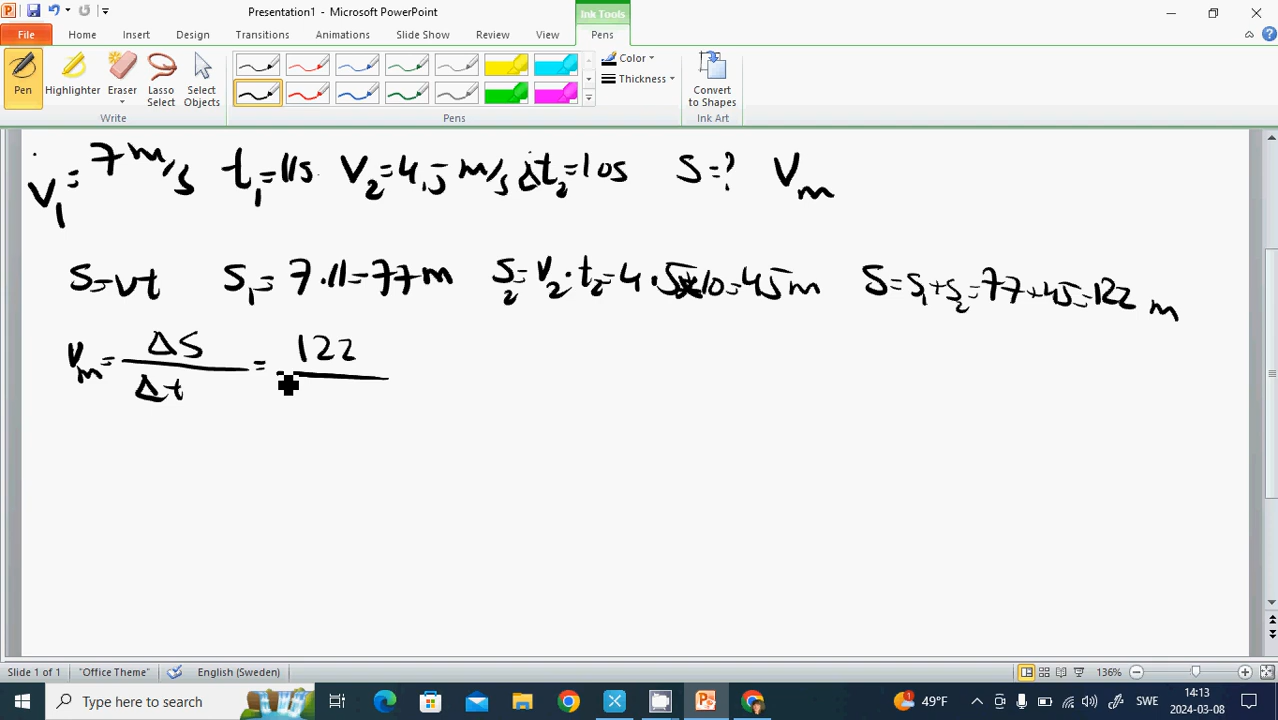 Presentation1 - Microsoft PowerPoint
Ink Tools
File Home Insert Design Transitions Animations Slide Show Review View Pens
Pen Highlighter Eraser Lasso Select Select Objects
Color
Thickness
Convert to Shapes
Write Pens Ink Art
V₁ = 7 m/s t₁=11s V₂=4,5 m/s Δt₂=10s S=? Vm
S=vt S₁=7·11=77m S₂=V₂·t₂=4.5*10=45m S=S₁+S₂=77+45=122 m
Vm= ΔS = 122
Δt
Slide 1 of 1 "Office Theme" English (Sweden) 136%
Type here to search 49°F SWE 14:13
2024-03-08